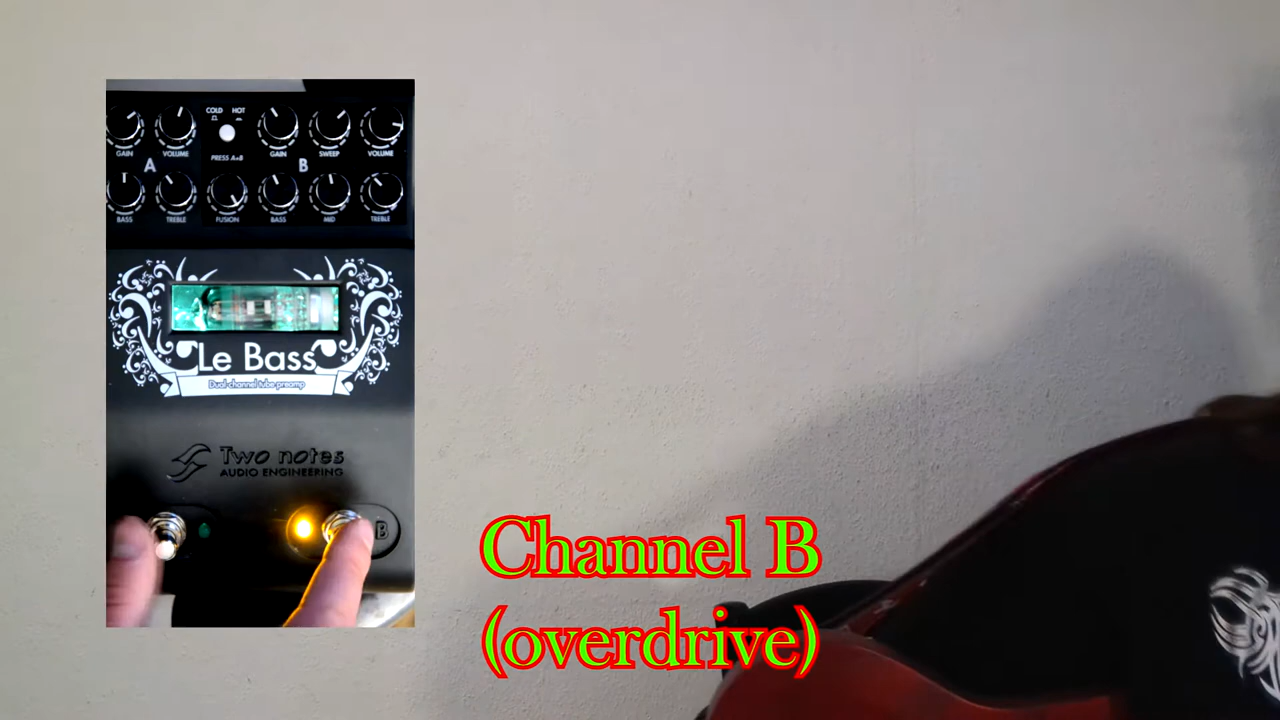 COLD HOT
GAIN VOLUME PRESS A+B GAIN SWEEP VOLUME
A B
BASS TREBLE FUSION BASS MID TREBLE
Le Bass
Dual-channel tube preamp
Two notes
AUDIO ENGINEERING
B
Channel B
(overdrive)